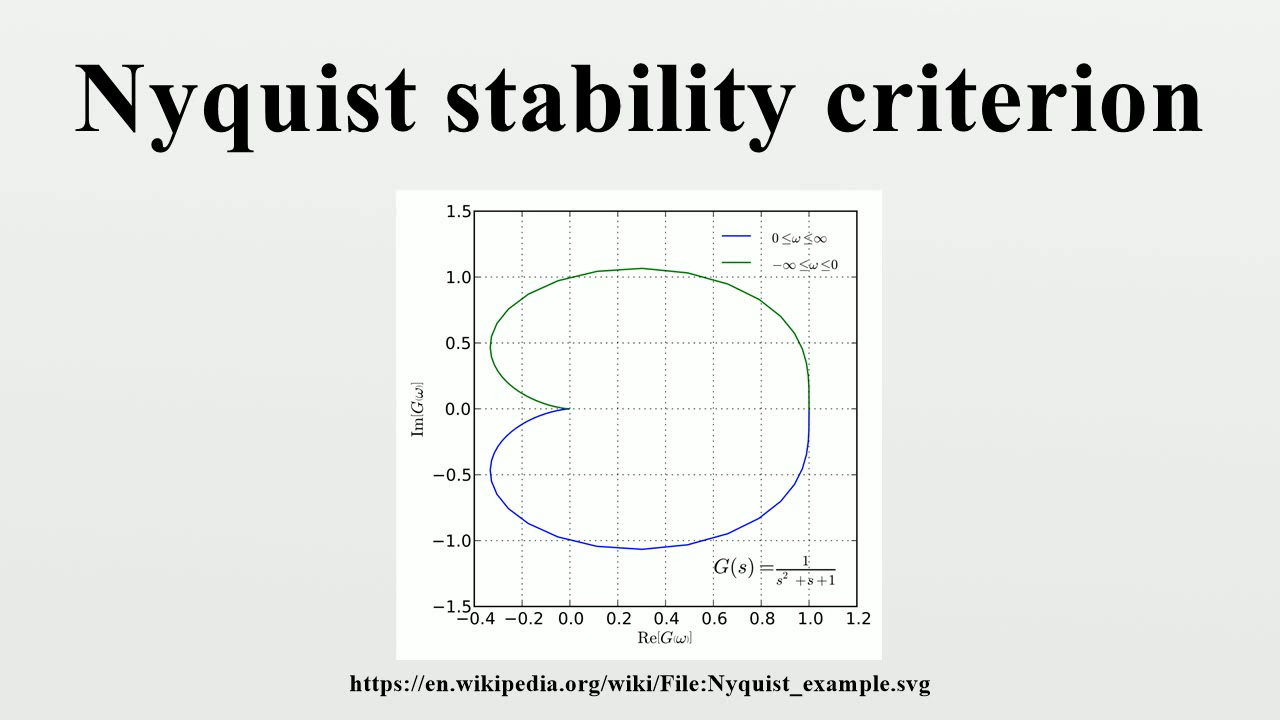 Nyquist stability criterion
1.5
0 ≤ω ≤∞
−∞ ≤ω ≤0
1.0
0.5
0.0
−0.5
−1.0
−1.5
Im[G(ω)]
G(s) = 1/(s² +s+1)
−0.4 −0.2 0.0 0.2 0.4 0.6 0.8 1.0 1.2
Re[G(ω)]
https://en.wikipedia.org/wiki/File:Nyquist_example.svg